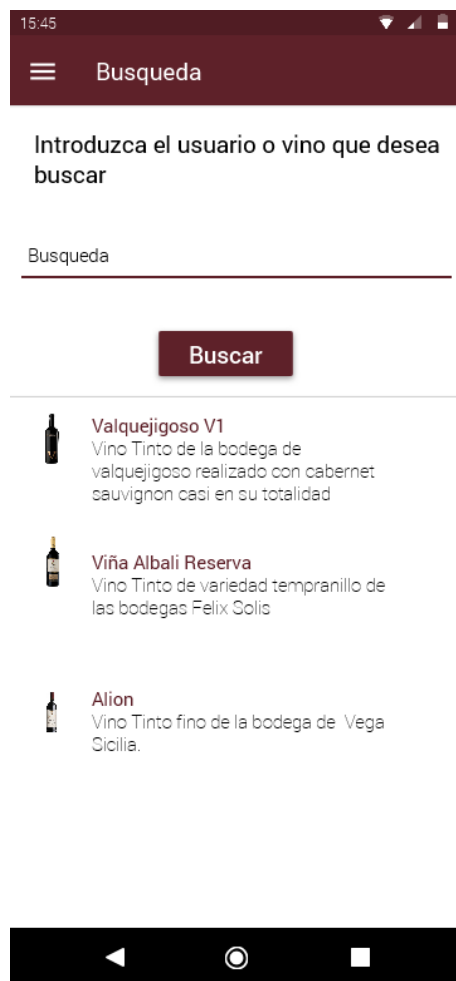 15:45
Busqueda
Introduzca el usuario o vino que desea
buscar
Busqueda
Buscar
Valquejigoso V1
Vino Tinto de la bodega de
valquejigoso realizado con cabernet
sauvignon casi en su totalidad
Viña Albali Reserva
Vino Tinto de variedad tempranillo de
las bodegas Felix Solis
Alion
Vino Tinto fino de la bodega de Vega
Sicilia.